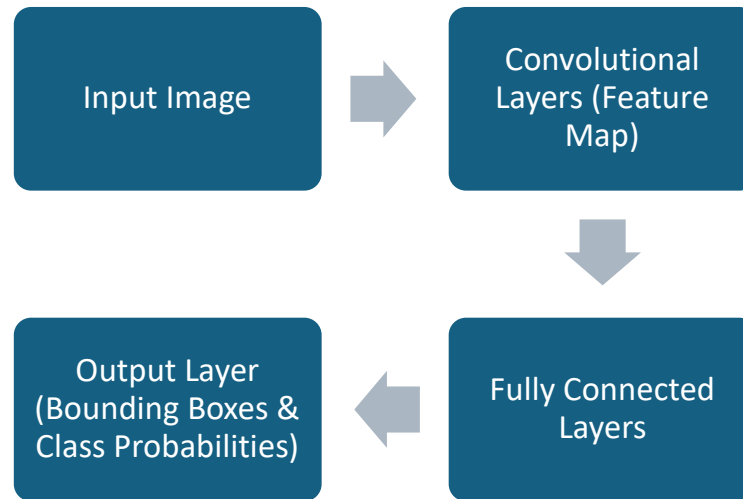 Input Image
Convolutional
Layers (Feature
Map)
Fully Connected
Layers
Output Layer
(Bounding Boxes &
Class Probabilities)